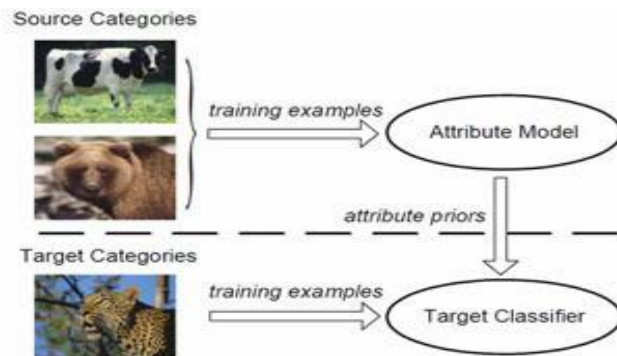 Source Categories
training examples
Attribute Model
attribute priors
Target Categories
training examples
Target Classifier